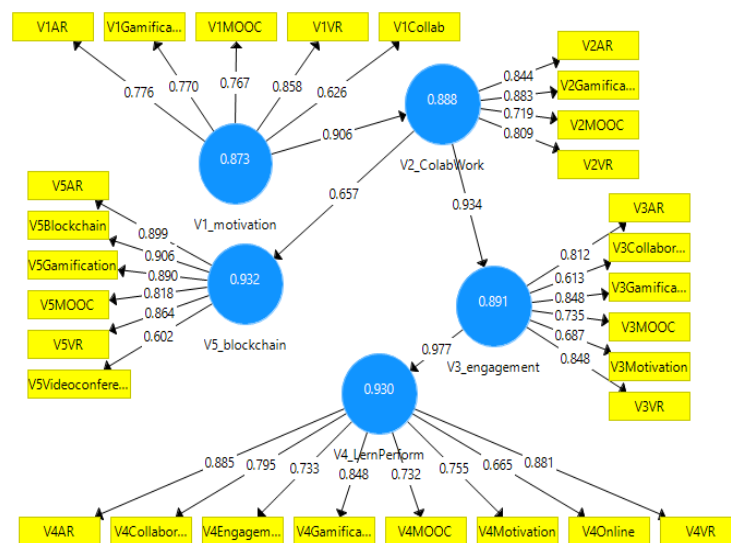 V1AR
V1Gamifica...
V1MOOC
V1VR
V1Collab
0.776
0.770
0.767
0.858
0.626
0.873
V1_motivation
0.906
0.888
V2_ColabWork
0.844
0.883
0.719
0.809
V2AR
V2Gamifica...
V2MOOC
V2VR
0.657
0.934
V5AR
V5Blockchain
V5Gamification
V5MOOC
V5VR
V5Videoconfere...
0.899
0.906
0.890
0.818
0.864
0.602
0.932
V5_blockchain
0.891
V3_engagement
0.812
0.613
0.848
0.735
0.687
0.848
V3AR
V3Collabor...
V3Gamifica...
V3MOOC
V3Motivation
V3VR
0.977
0.930
V4_LernPerform
0.885
0.795
0.733
0.848
0.732
0.755
0.665
0.881
V4AR
V4Collabor...
V4Engagem...
V4Gamifica...
V4MOOC
V4Motivation
V4Online
V4VR